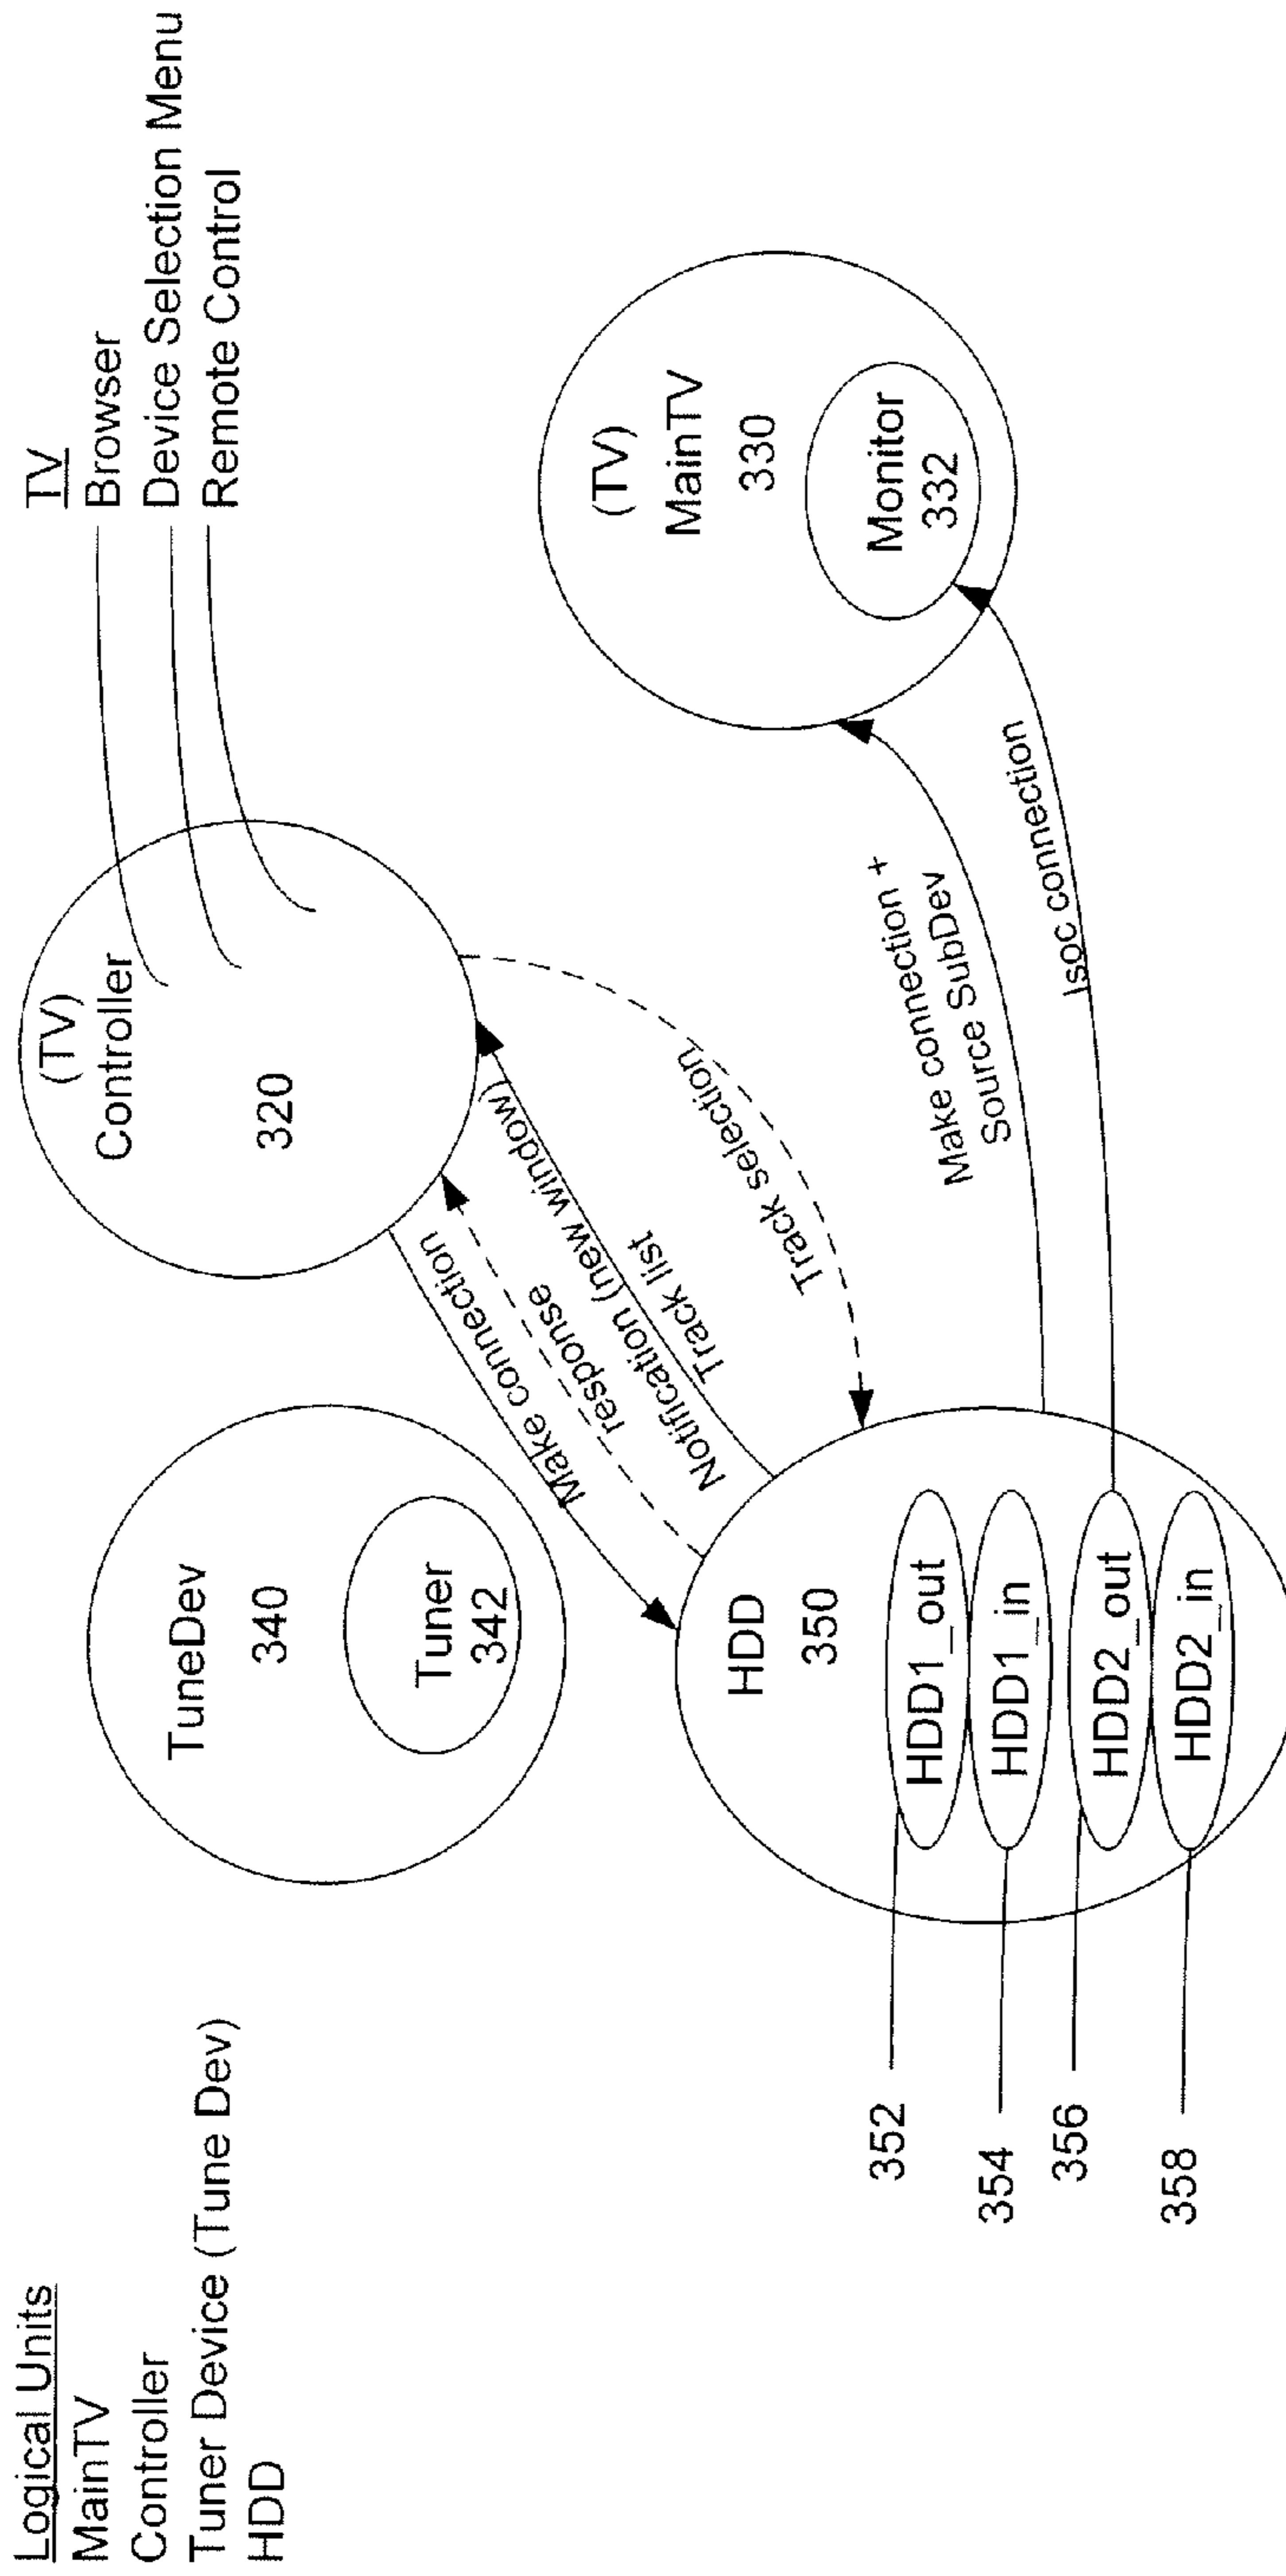 Logical Units
MainTV
Controller
Tuner Device (Tune Dev)
HDD
TV
Browser
Device Selection Menu
Remote Control
(TV)
Controller
320
TuneDev
340
Tuner
342
(TV)
MainTV
330
Monitor
332
Make connection
response
Notification (new window)
Track list
Track selection
Make connection +
Source SubDev
Isoc connection
HDD
350
HDD1_out
HDD1_in
HDD2_out
HDD2_in
352
354
356
358